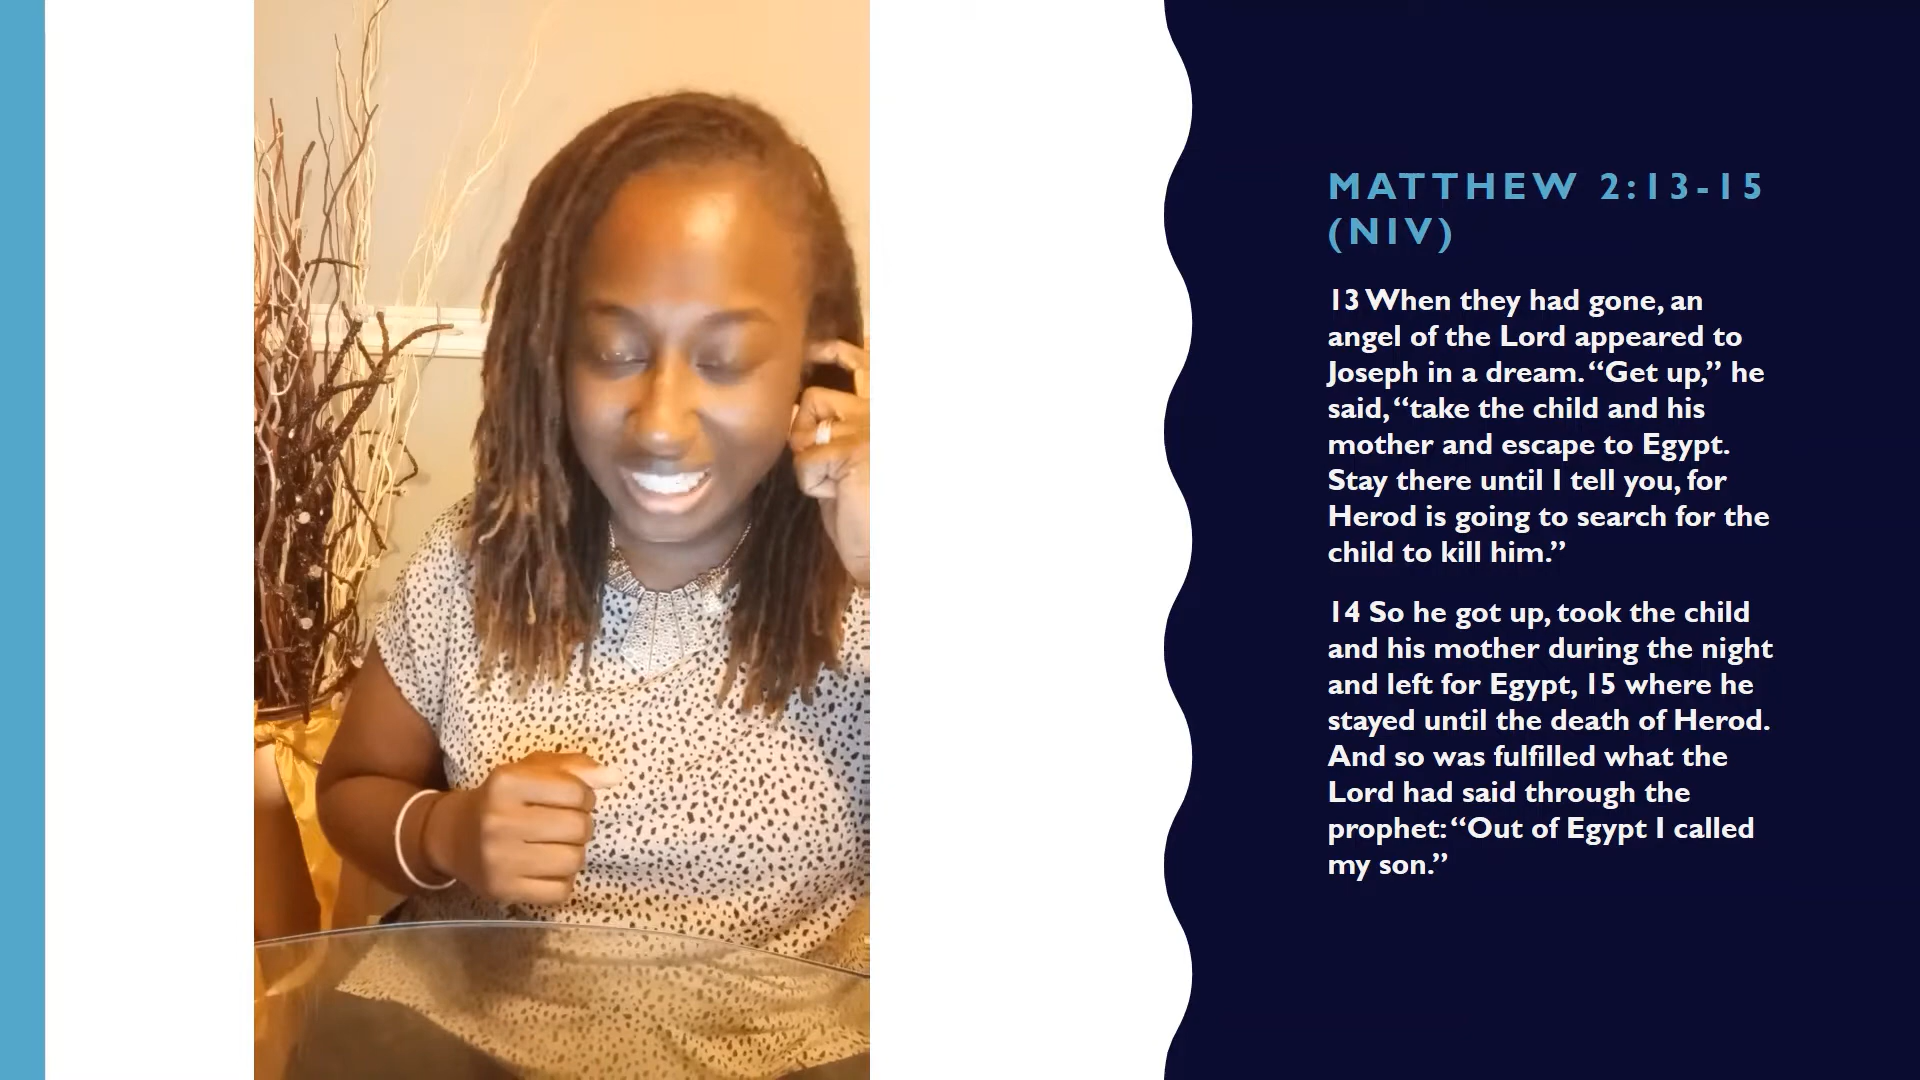 MATTHEW 2:13-15
(NIV)
13 When they had gone, an
angel of the Lord appeared to
Joseph in a dream. “Get up,” he
said, “take the child and his
mother and escape to Egypt.
Stay there until I tell you, for
Herod is going to search for the
child to kill him.”
14 So he got up, took the child
and his mother during the night
and left for Egypt, 15 where he
stayed until the death of Herod.
And so was fulfilled what the
Lord had said through the
prophet: “Out of Egypt I called
my son.”